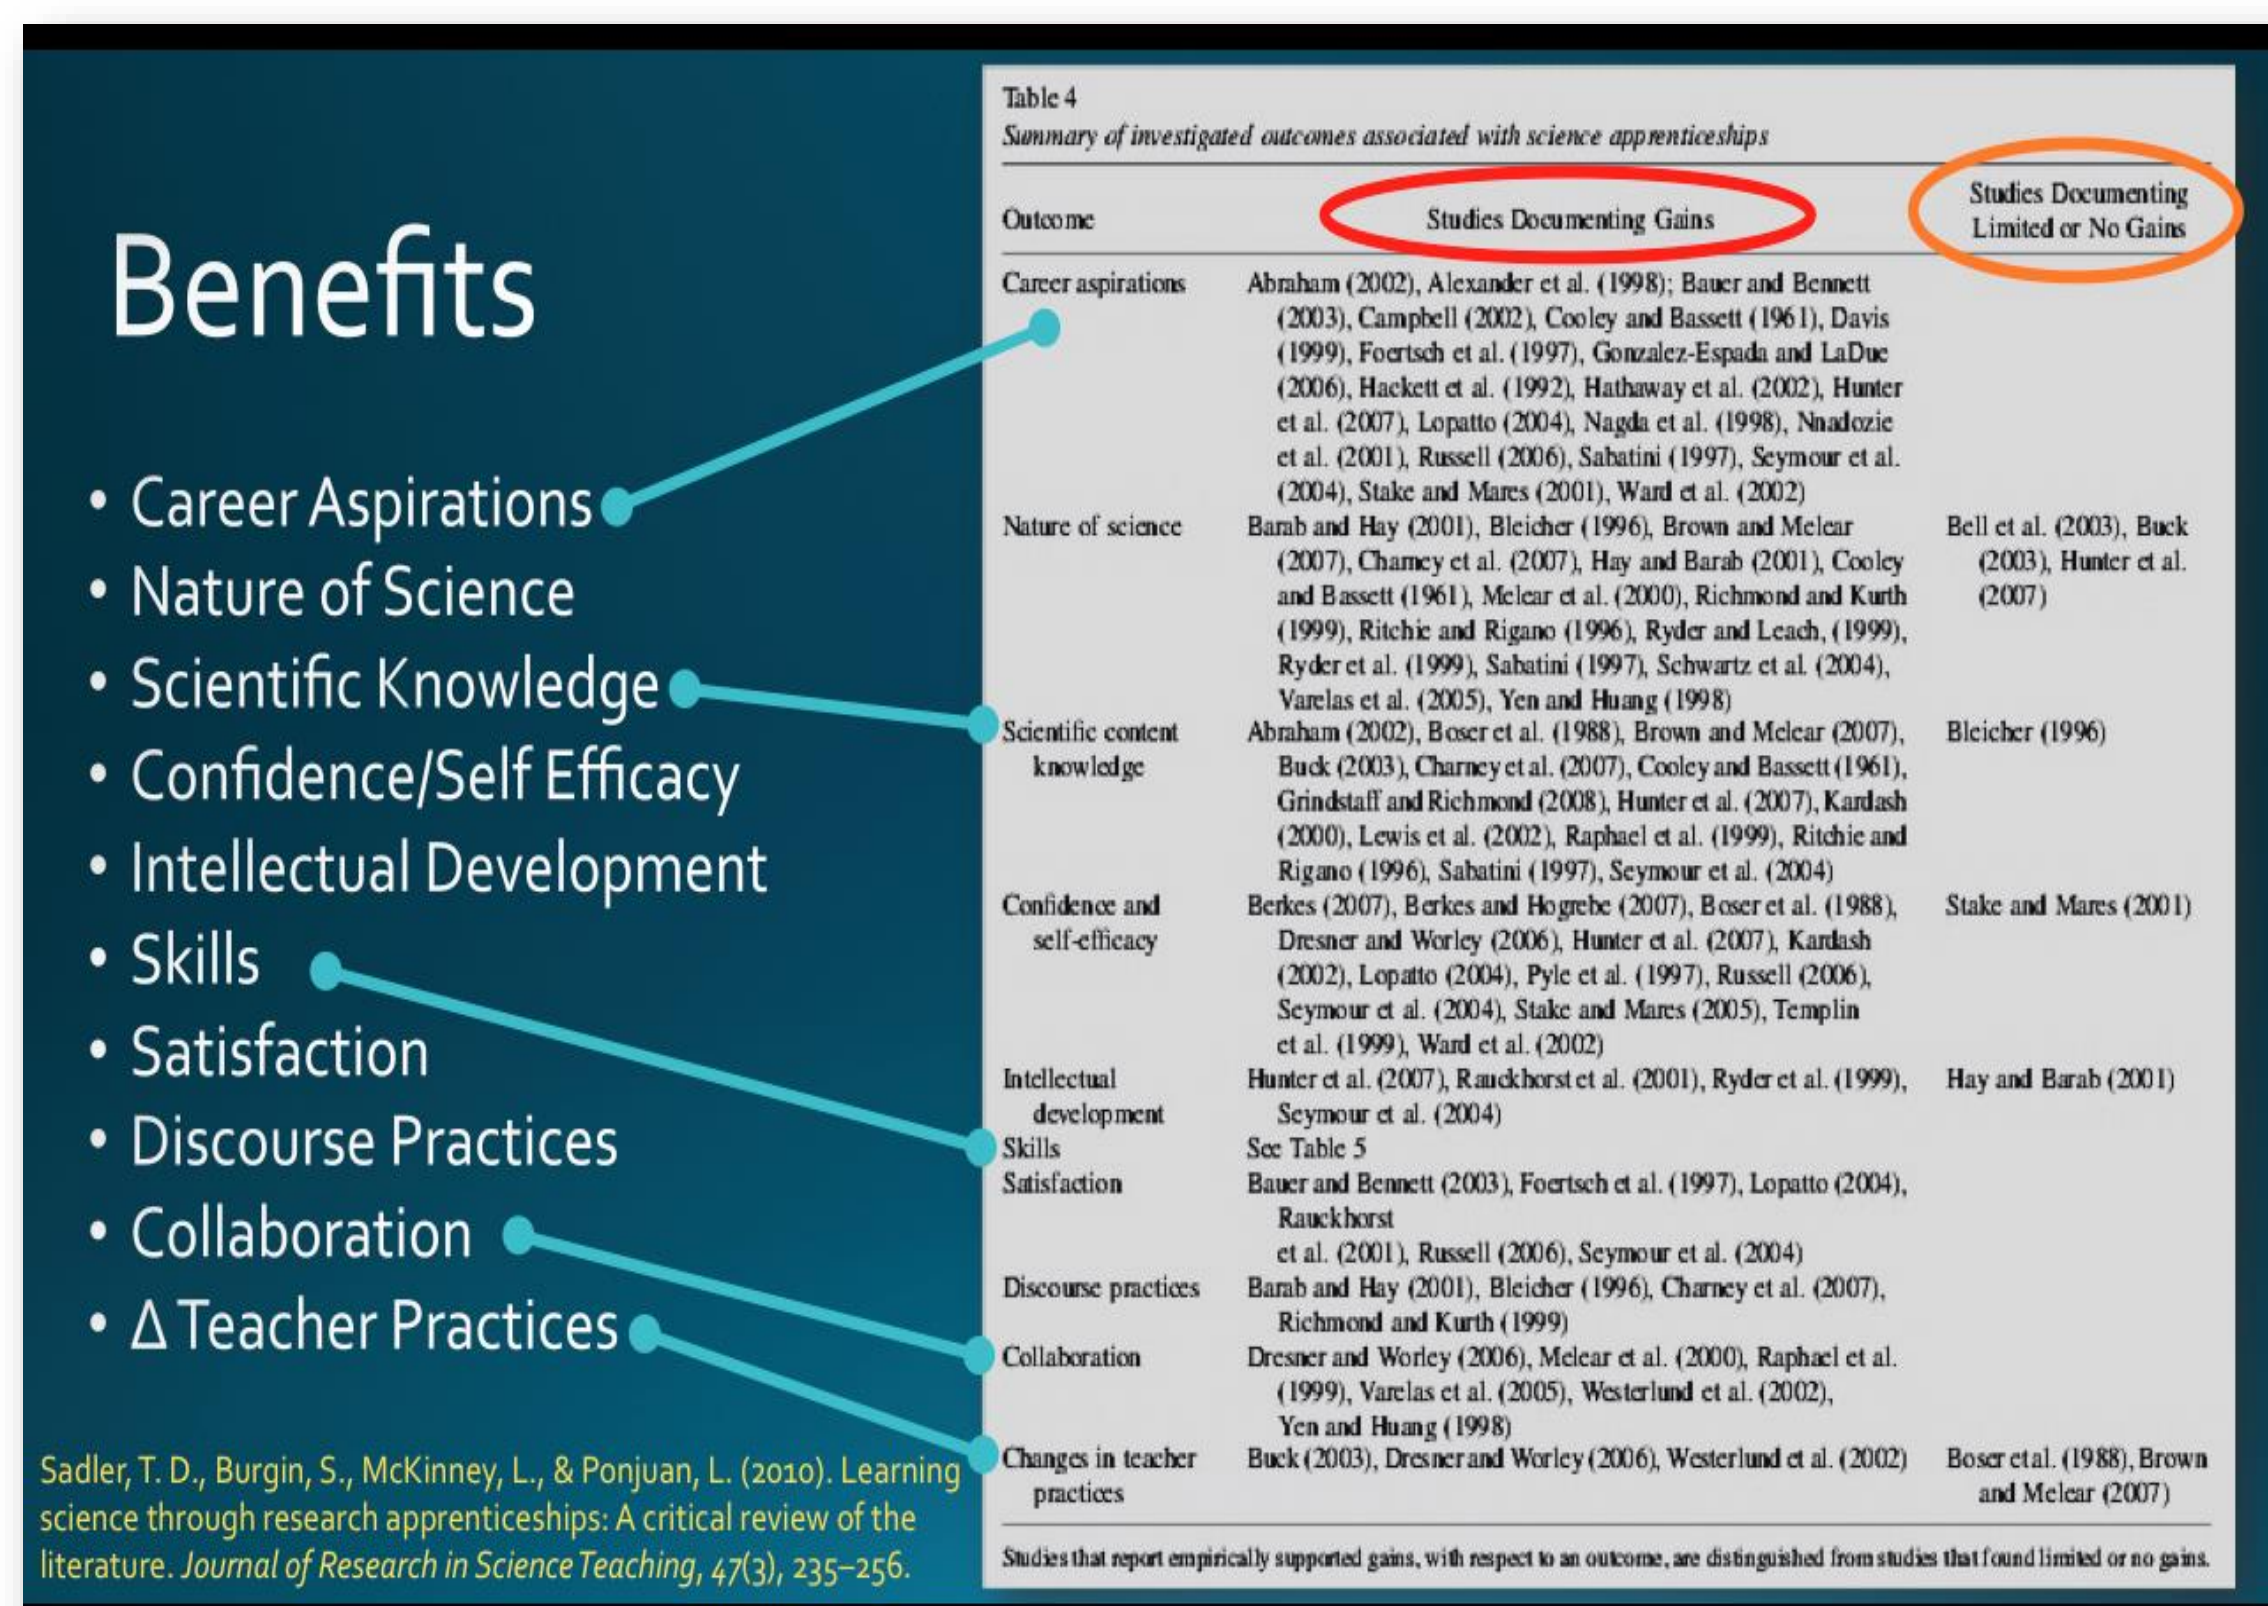 Benefits
• Career Aspirations
• Nature of Science
• Scientific Knowledge
• Confidence/Self Efficacy
• Intellectual Development
• Skills
• Satisfaction
• Discourse Practices
• Collaboration
• Δ Teacher Practices
Sadler, T. D., Burgin, S., McKinney, L., & Ponjuan, L. (2010). Learning
science through research apprenticeships: A critical review of the
literature. Journal of Research in Science Teaching, 47(3), 235–256.
Table 4
Summary of investigated outcomes associated with science apprenticeships
Outcome
Studies Documenting Gains
Studies Documenting
Limited or No Gains
Career aspirations
Abraham (2002), Alexander et al. (1998); Bauer and Bennett
(2003), Campbell (2002), Cooley and Bassett (1961), Davis
(1999), Foertsch et al. (1997), Gonzalez-Espada and LaDue
(2006), Hackett et al. (1992), Hathaway et al. (2002), Hunter
et al. (2007), Lopatto (2004), Nagda et al. (1998), Nnadozie
et al. (2001), Russell (2006), Sabatini (1997), Seymour et al.
(2004), Stake and Mares (2001), Ward et al. (2002)
Nature of science
Barab and Hay (2001), Bleicher (1996), Brown and Melear
(2007), Charney et al. (2007), Hay and Barab (2001), Cooley
and Bassett (1961), Melear et al. (2000), Richmond and Kurth
(1999), Ritchie and Rigano (1996), Ryder and Leach, (1999),
Ryder et al. (1999), Sabatini (1997), Schwartz et al. (2004),
Varelas et al. (2005), Yen and Huang (1998)
Bell et al. (2003), Buck
(2003), Hunter et al.
(2007)
Scientific content
knowledge
Abraham (2002), Boser et al. (1988), Brown and Melear (2007),
Buck (2003), Charney et al. (2007), Cooley and Bassett (1961),
Grindstaff and Richmond (2008), Hunter et al. (2007), Kardash
(2000), Lewis et al. (2002), Raphael et al. (1999), Ritchie and
Rigano (1996), Sabatini (1997), Seymour et al. (2004)
Bleicher (1996)
Confidence and
self-efficacy
Berkes (2007), Berkes and Hogrebe (2007), Boser et al. (1988),
Dresner and Worley (2006), Hunter et al. (2007), Kardash
(2002), Lopatto (2004), Pyle et al. (1997), Russell (2006),
Seymour et al. (2004), Stake and Mares (2005), Templin
et al. (1999), Ward et al. (2002)
Stake and Mares (2001)
Intellectual
development
Hunter et al. (2007), Rauckhorst et al. (2001), Ryder et al. (1999),
Seymour et al. (2004)
Hay and Barab (2001)
Skills
See Table 5
Satisfaction
Bauer and Bennett (2003), Foertsch et al. (1997), Lopatto (2004),
Rauckhorst
et al. (2001), Russell (2006), Seymour et al. (2004)
Discourse practices
Barab and Hay (2001), Bleicher (1996), Charney et al. (2007),
Richmond and Kurth (1999)
Collaboration
Dresner and Worley (2006), Melear et al. (2000), Raphael et al.
(1999), Varelas et al. (2005), Westerlund et al. (2002),
Yen and Huang (1998)
Changes in teacher
practices
Buck (2003), Dresner and Worley (2006), Westerlund et al. (2002)
Boser et al. (1988), Brown
and Melear (2007)
Studies that report empirically supported gains, with respect to an outcome, are distinguished from studies that found limited or no gains.